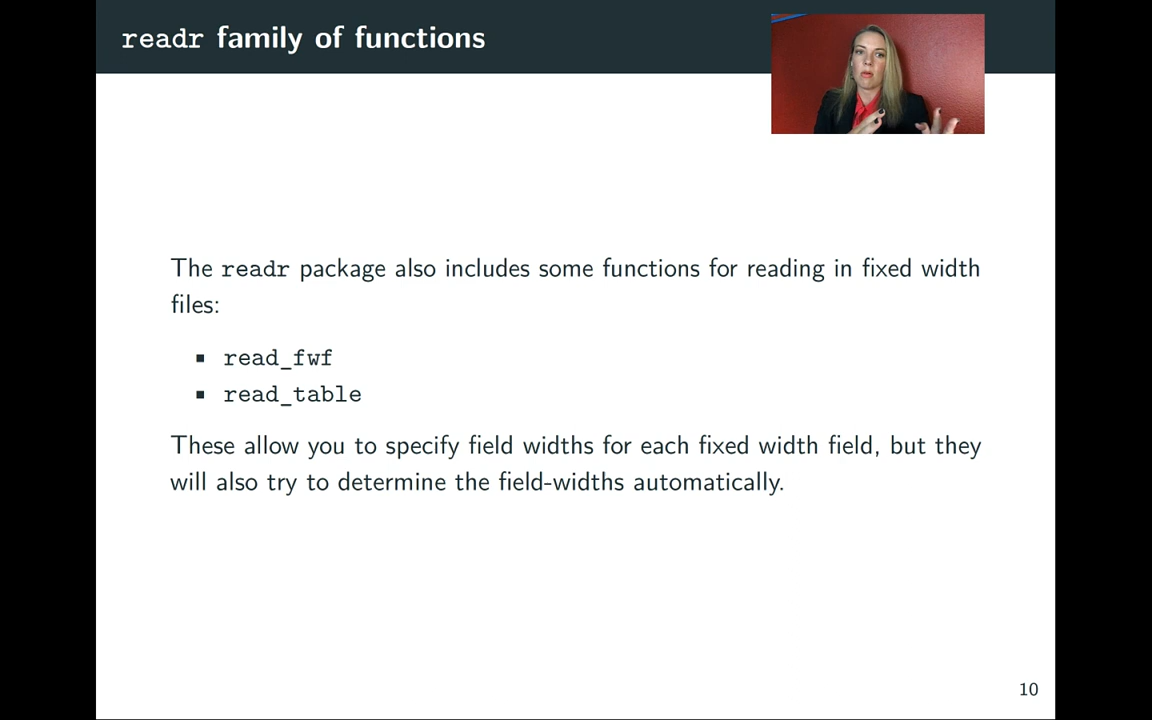 readr family of functions
The readr package also includes some functions for reading in fixed width
files:
▪ read_fwf
▪ read_table
These allow you to specify field widths for each fixed width field, but they
will also try to determine the field-widths automatically.
10